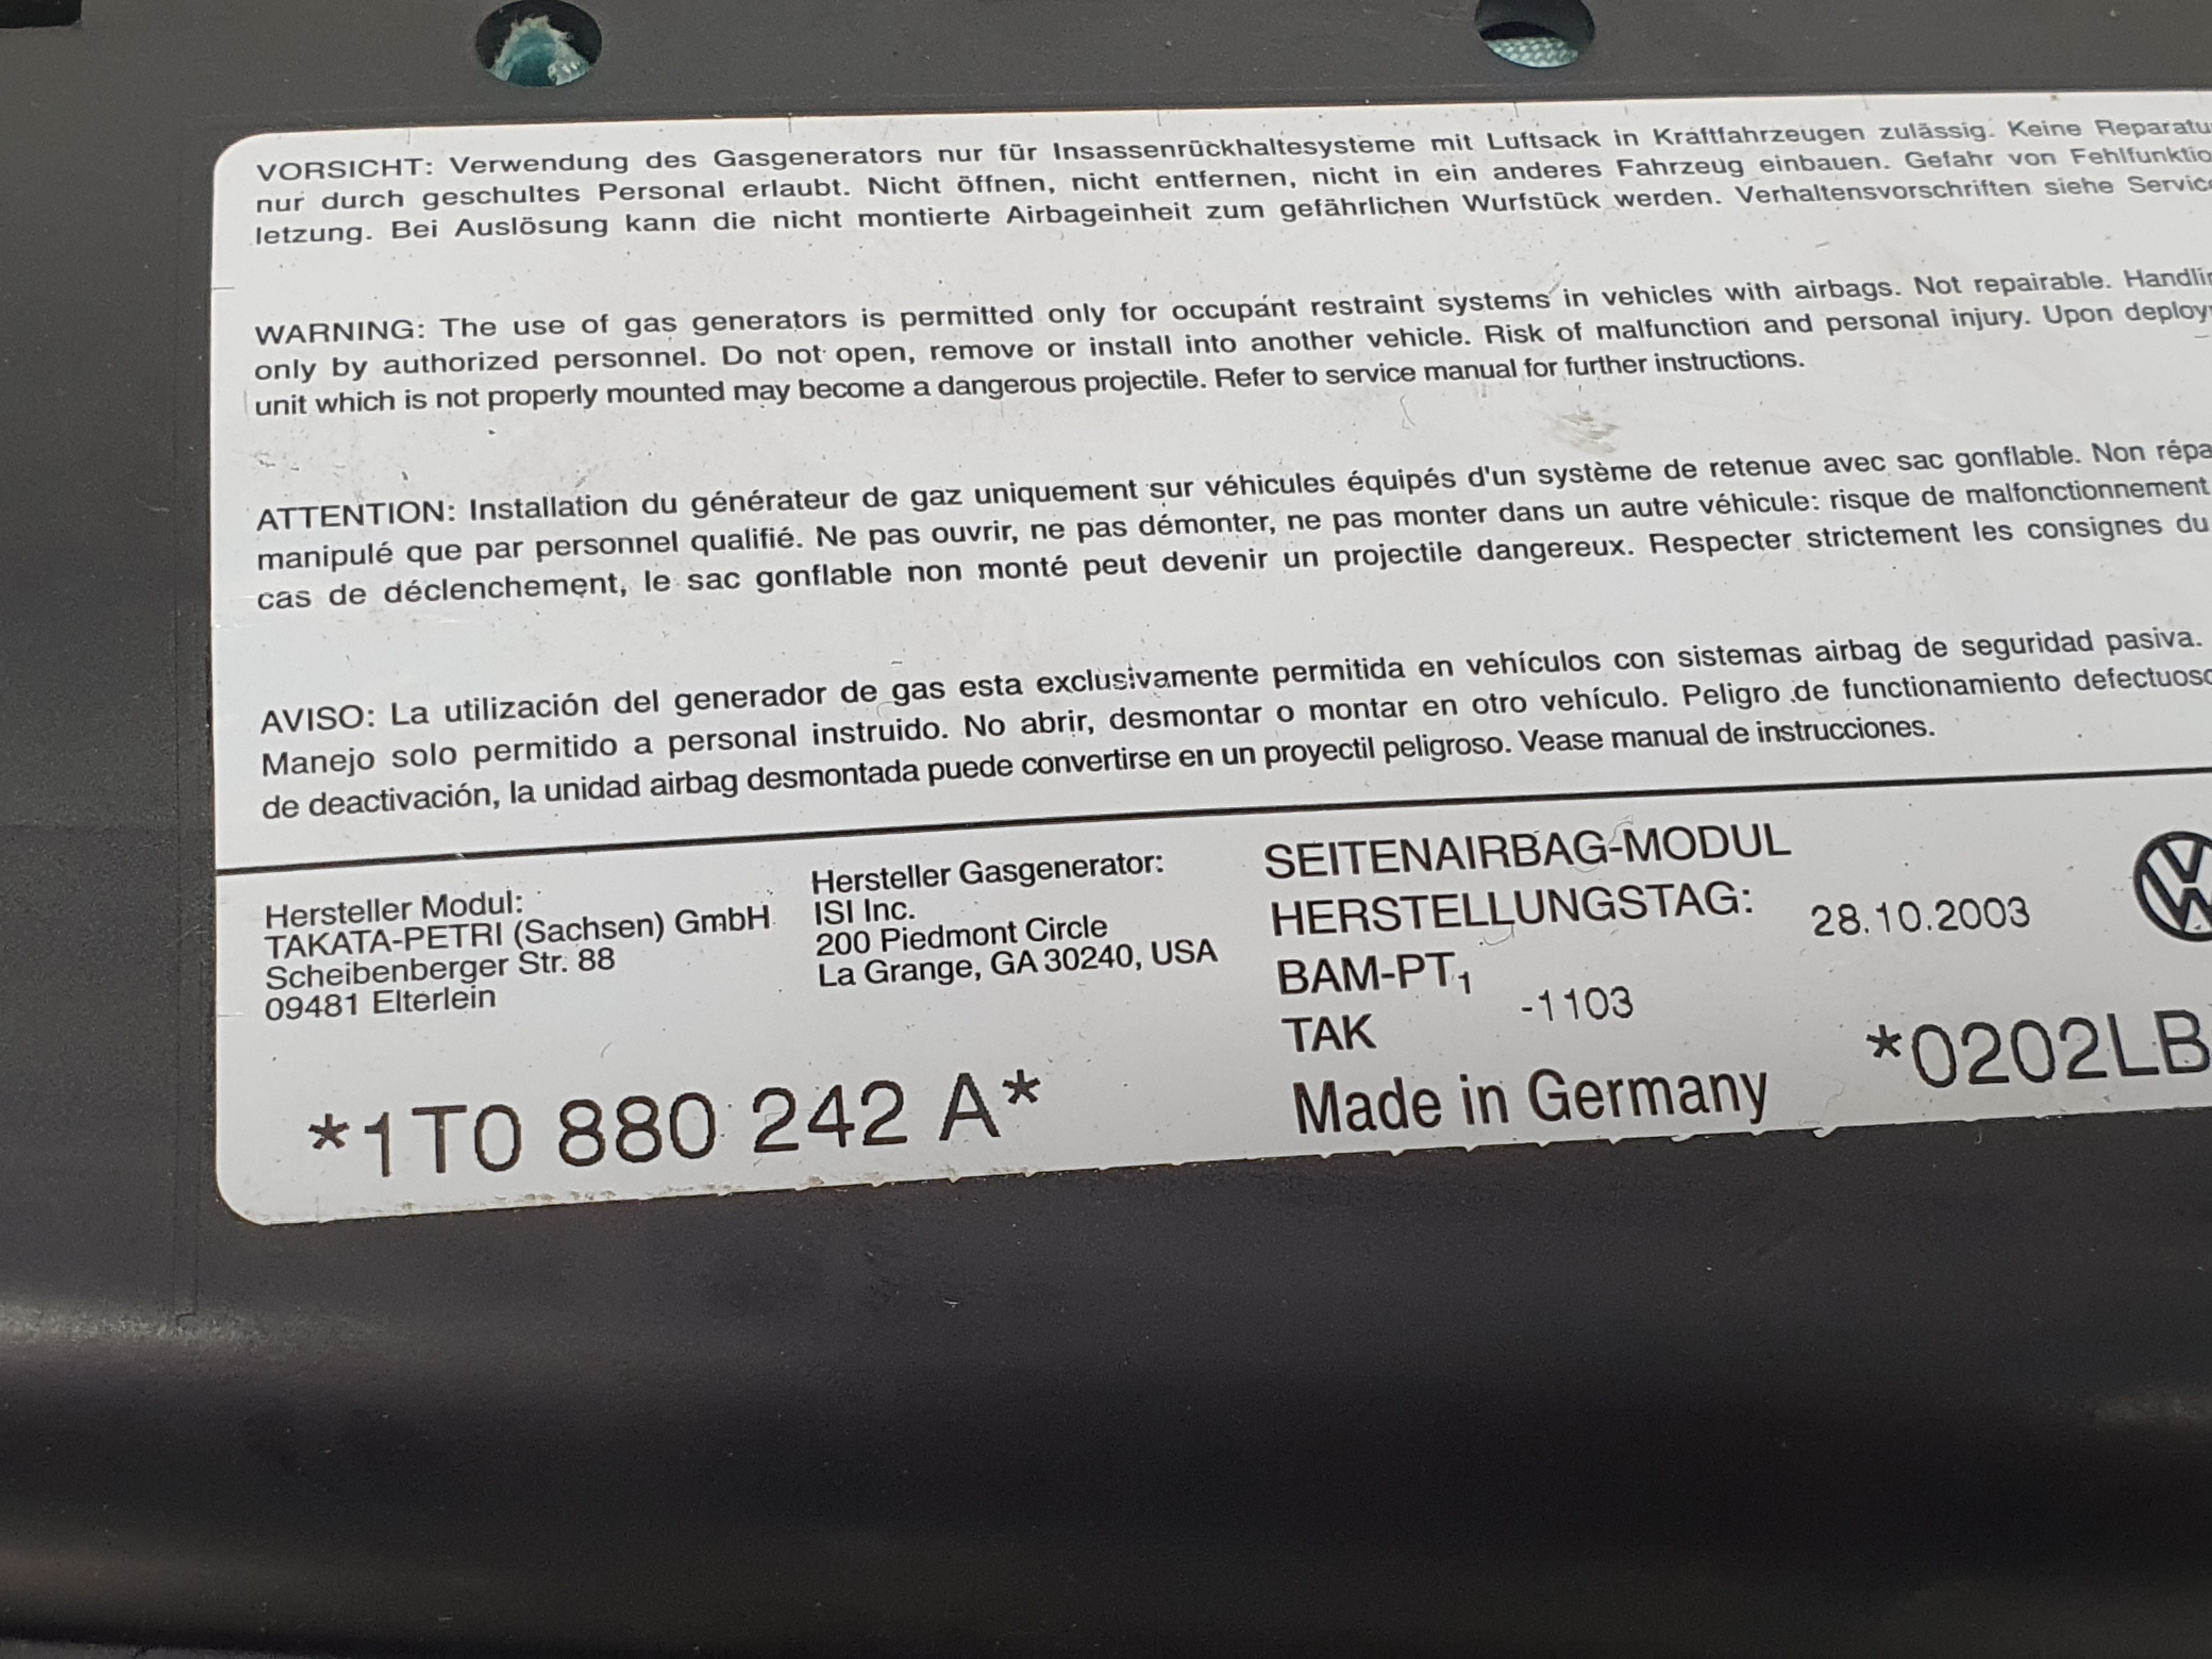 VORSICHT: Verwendung des Gasgenerators nur für Insassenrückhaltesysteme mit Luftsack in Kraftfahrzeugen zulässig. Keine Reparatu
nur durch geschultes Personal erlaubt. Nicht öffnen, nicht entfernen, nicht in ein anderes Fahrzeug einbauen. Gefahr von Fehlfunktio
letzung. Bei Auslösung kann die nicht montierte Airbageinheit zum gefährlichen Wurfstück werden. Verhaltensvorschriften siehe Service
WARNING: The use of gas generators is permitted only for occupant restraint systems in vehicles with airbags. Not repairable. Handlin
only by authorized personnel. Do not open, remove or install into another vehicle. Risk of malfunction and personal injury. Upon deploy
unit which is not properly mounted may become a dangerous projectile. Refer to service manual for further instructions.
ATTENTION: Installation du générateur de gaz uniquement sur véhicules équipés d'un système de retenue avec sac gonflable. Non répa
manipulé que par personnel qualifié. Ne pas ouvrir, ne pas démonter, ne pas monter dans un autre véhicule: risque de malfonctionnement
cas de déclenchement, le sac gonflable non monté peut devenir un projectile dangereux. Respecter strictement les consignes du
AVISO: La utilización del generador de gas esta exclusivamente permitida en vehículos con sistemas airbag de seguridad pasiva.
Manejo solo permitido a personal instruido. No abrir, desmontar o montar en otro vehículo. Peligro de functionamiento defectuoso
de deactivación, la unidad airbag desmontada puede convertirse en un proyectil peligroso. Vease manual de instrucciones.
Hersteller Modul:
TAKATA-PETRI (Sachsen) GmbH
Scheibenberger Str. 88
09481 Elterlein
Hersteller Gasgenerator:
ISI Inc.
200 Piedmont Circle
La Grange, GA 30240, USA
SEITENAIRBAG-MODUL
HERSTELLUNGSTAG: 28.10.2003
BAM-PT1
TAK -1103
Made in Germany
VW
*0202LB
*1T0 880 242 A*